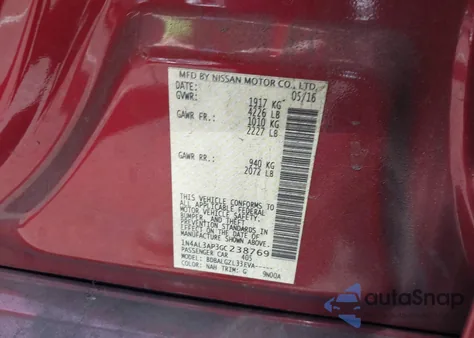 MFD BY NISSAN MOTOR CO., LTD.
DATE: 05/16
GVWR: 1917 KG
4226 LB
GAWR FR.: 1010 KG
2227 LB
GAWR RR.: 940 KG
2072 LB
THIS VEHICLE CONFORMS TO ALL
APPLICABLE FEDERAL MOTOR VEHICLE SAFETY,
BUMPER, AND THEFT PREVENTION
STANDARDS IN EFFECT ON THE DATE OF
MANUFACTURE SHOWN ABOVE.
1N4AL3AP3GC238769
PASSENGER CAR 405
MODEL: BDBALGZL33EVA-----
COLOR: NAH TRIM: G 9W00A
autoSnap